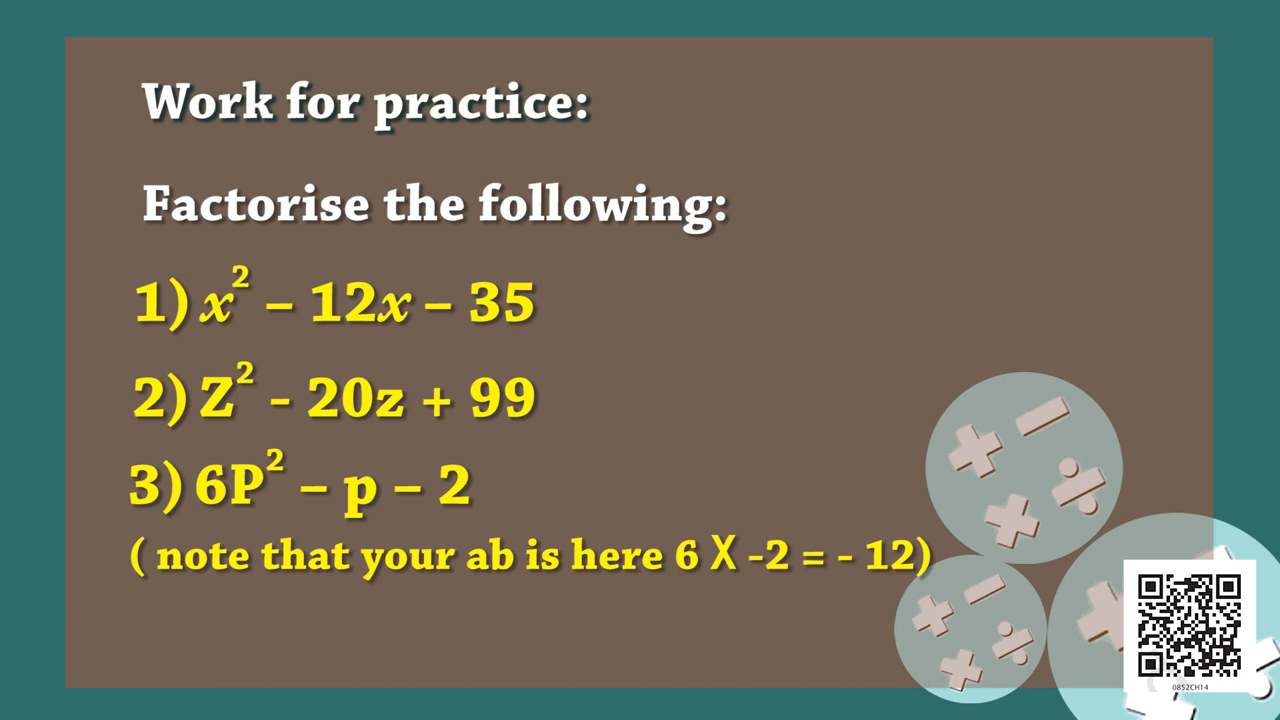 Work for practice:
Factorise the following:
1) x² – 12x – 35
2) Z² - 20z + 99
3) 6P² – p – 2
( note that your ab is here 6 X -2 = - 12)
0852CH14